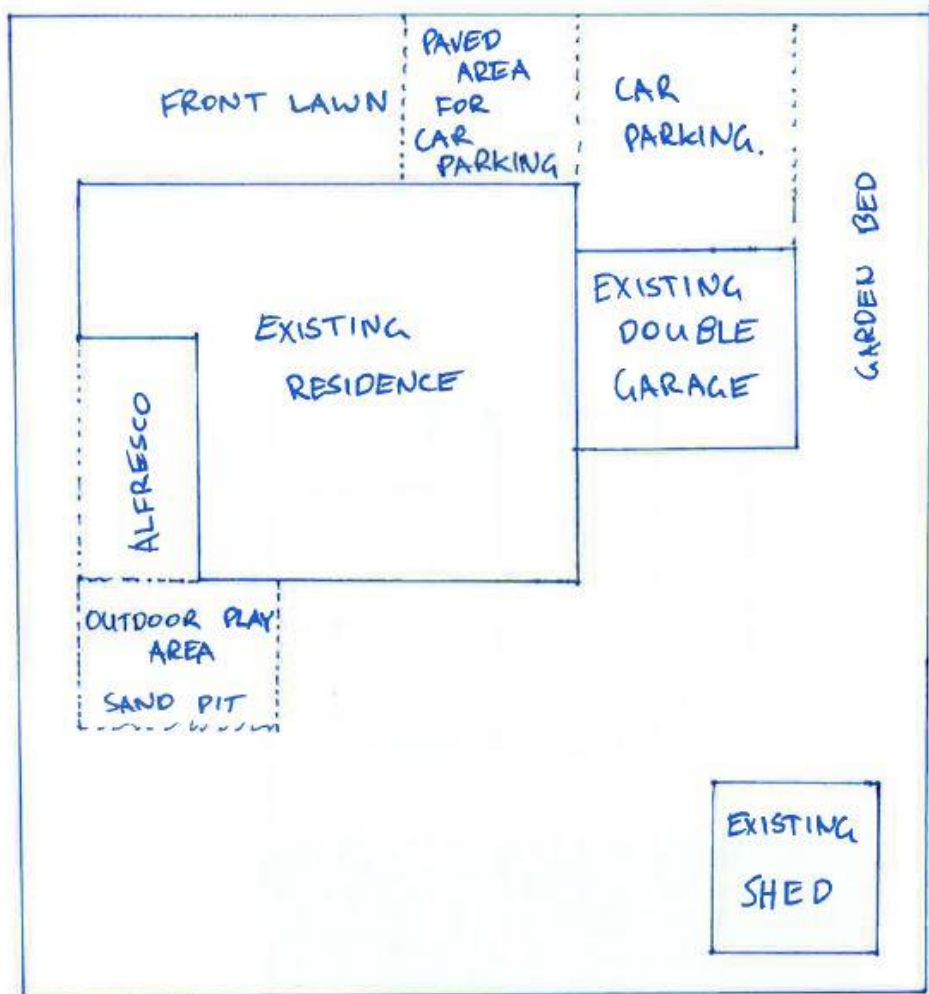 FRONT LAWN
PAVED
AREA
FOR
CAR
PARKING
CAR
PARKING.
GARDEN BED
EXISTING
RESIDENCE
EXISTING
DOUBLE
GARAGE
ALFRESCO
OUTDOOR PLAY
AREA
SAND PIT
EXISTING
SHED